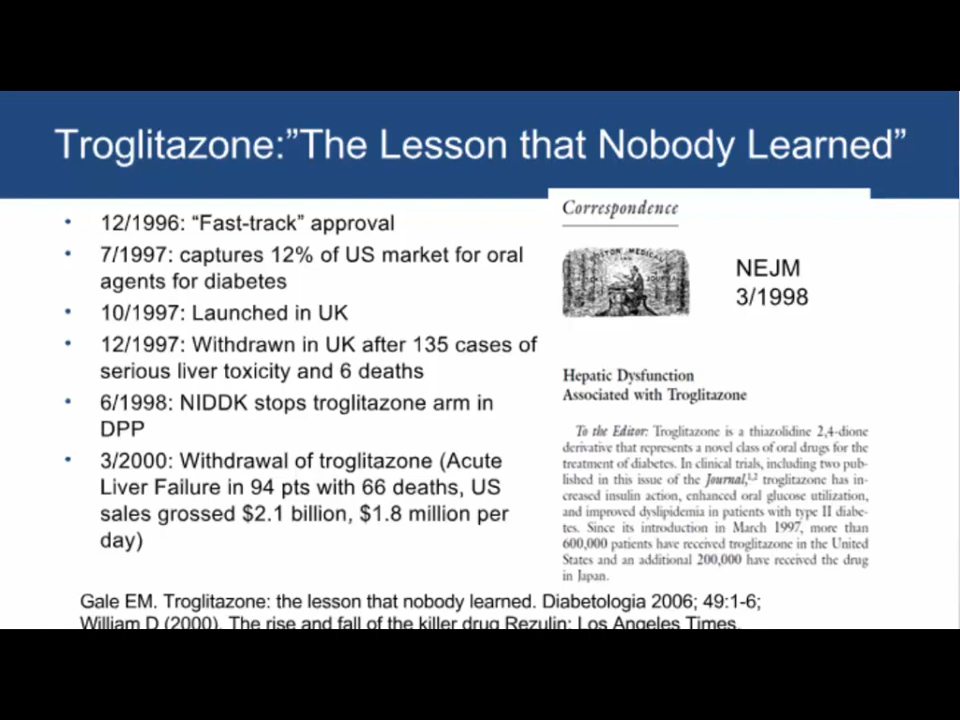 Troglitazone:”The Lesson that Nobody Learned”
• 12/1996: “Fast-track” approval
• 7/1997: captures 12% of US market for oral
agents for diabetes
• 10/1997: Launched in UK
• 12/1997: Withdrawn in UK after 135 cases of
serious liver toxicity and 6 deaths
• 6/1998: NIDDK stops troglitazone arm in
DPP
• 3/2000: Withdrawal of troglitazone (Acute
Liver Failure in 94 pts with 66 deaths, US
sales grossed $2.1 billion, $1.8 million per
day)
Correspondence
BOSTON MEDICAL
JOURNAL
NEJM
3/1998
Hepatic Dysfunction
Associated with Troglitazone
To the Editor: Troglitazone is a thiazolidine 2,4-dione
derivative that represents a novel class of oral drugs for the
treatment of diabetes. In clinical trials, including two pub-
lished in this issue of the Journal,1,2 troglitazone has in-
creased insulin action, enhanced oral glucose utilization,
and improved dyslipidemia in patients with type II diabe-
tes. Since its introduction in March 1997, more than
600,000 patients have received troglitazone in the United
States and an additional 200,000 have received the drug
in Japan.
Gale EM. Troglitazone: the lesson that nobody learned. Diabetologia 2006; 49:1-6;
William D (2000). The rise and fall of the killer drug Rezulin; Los Angeles Times.